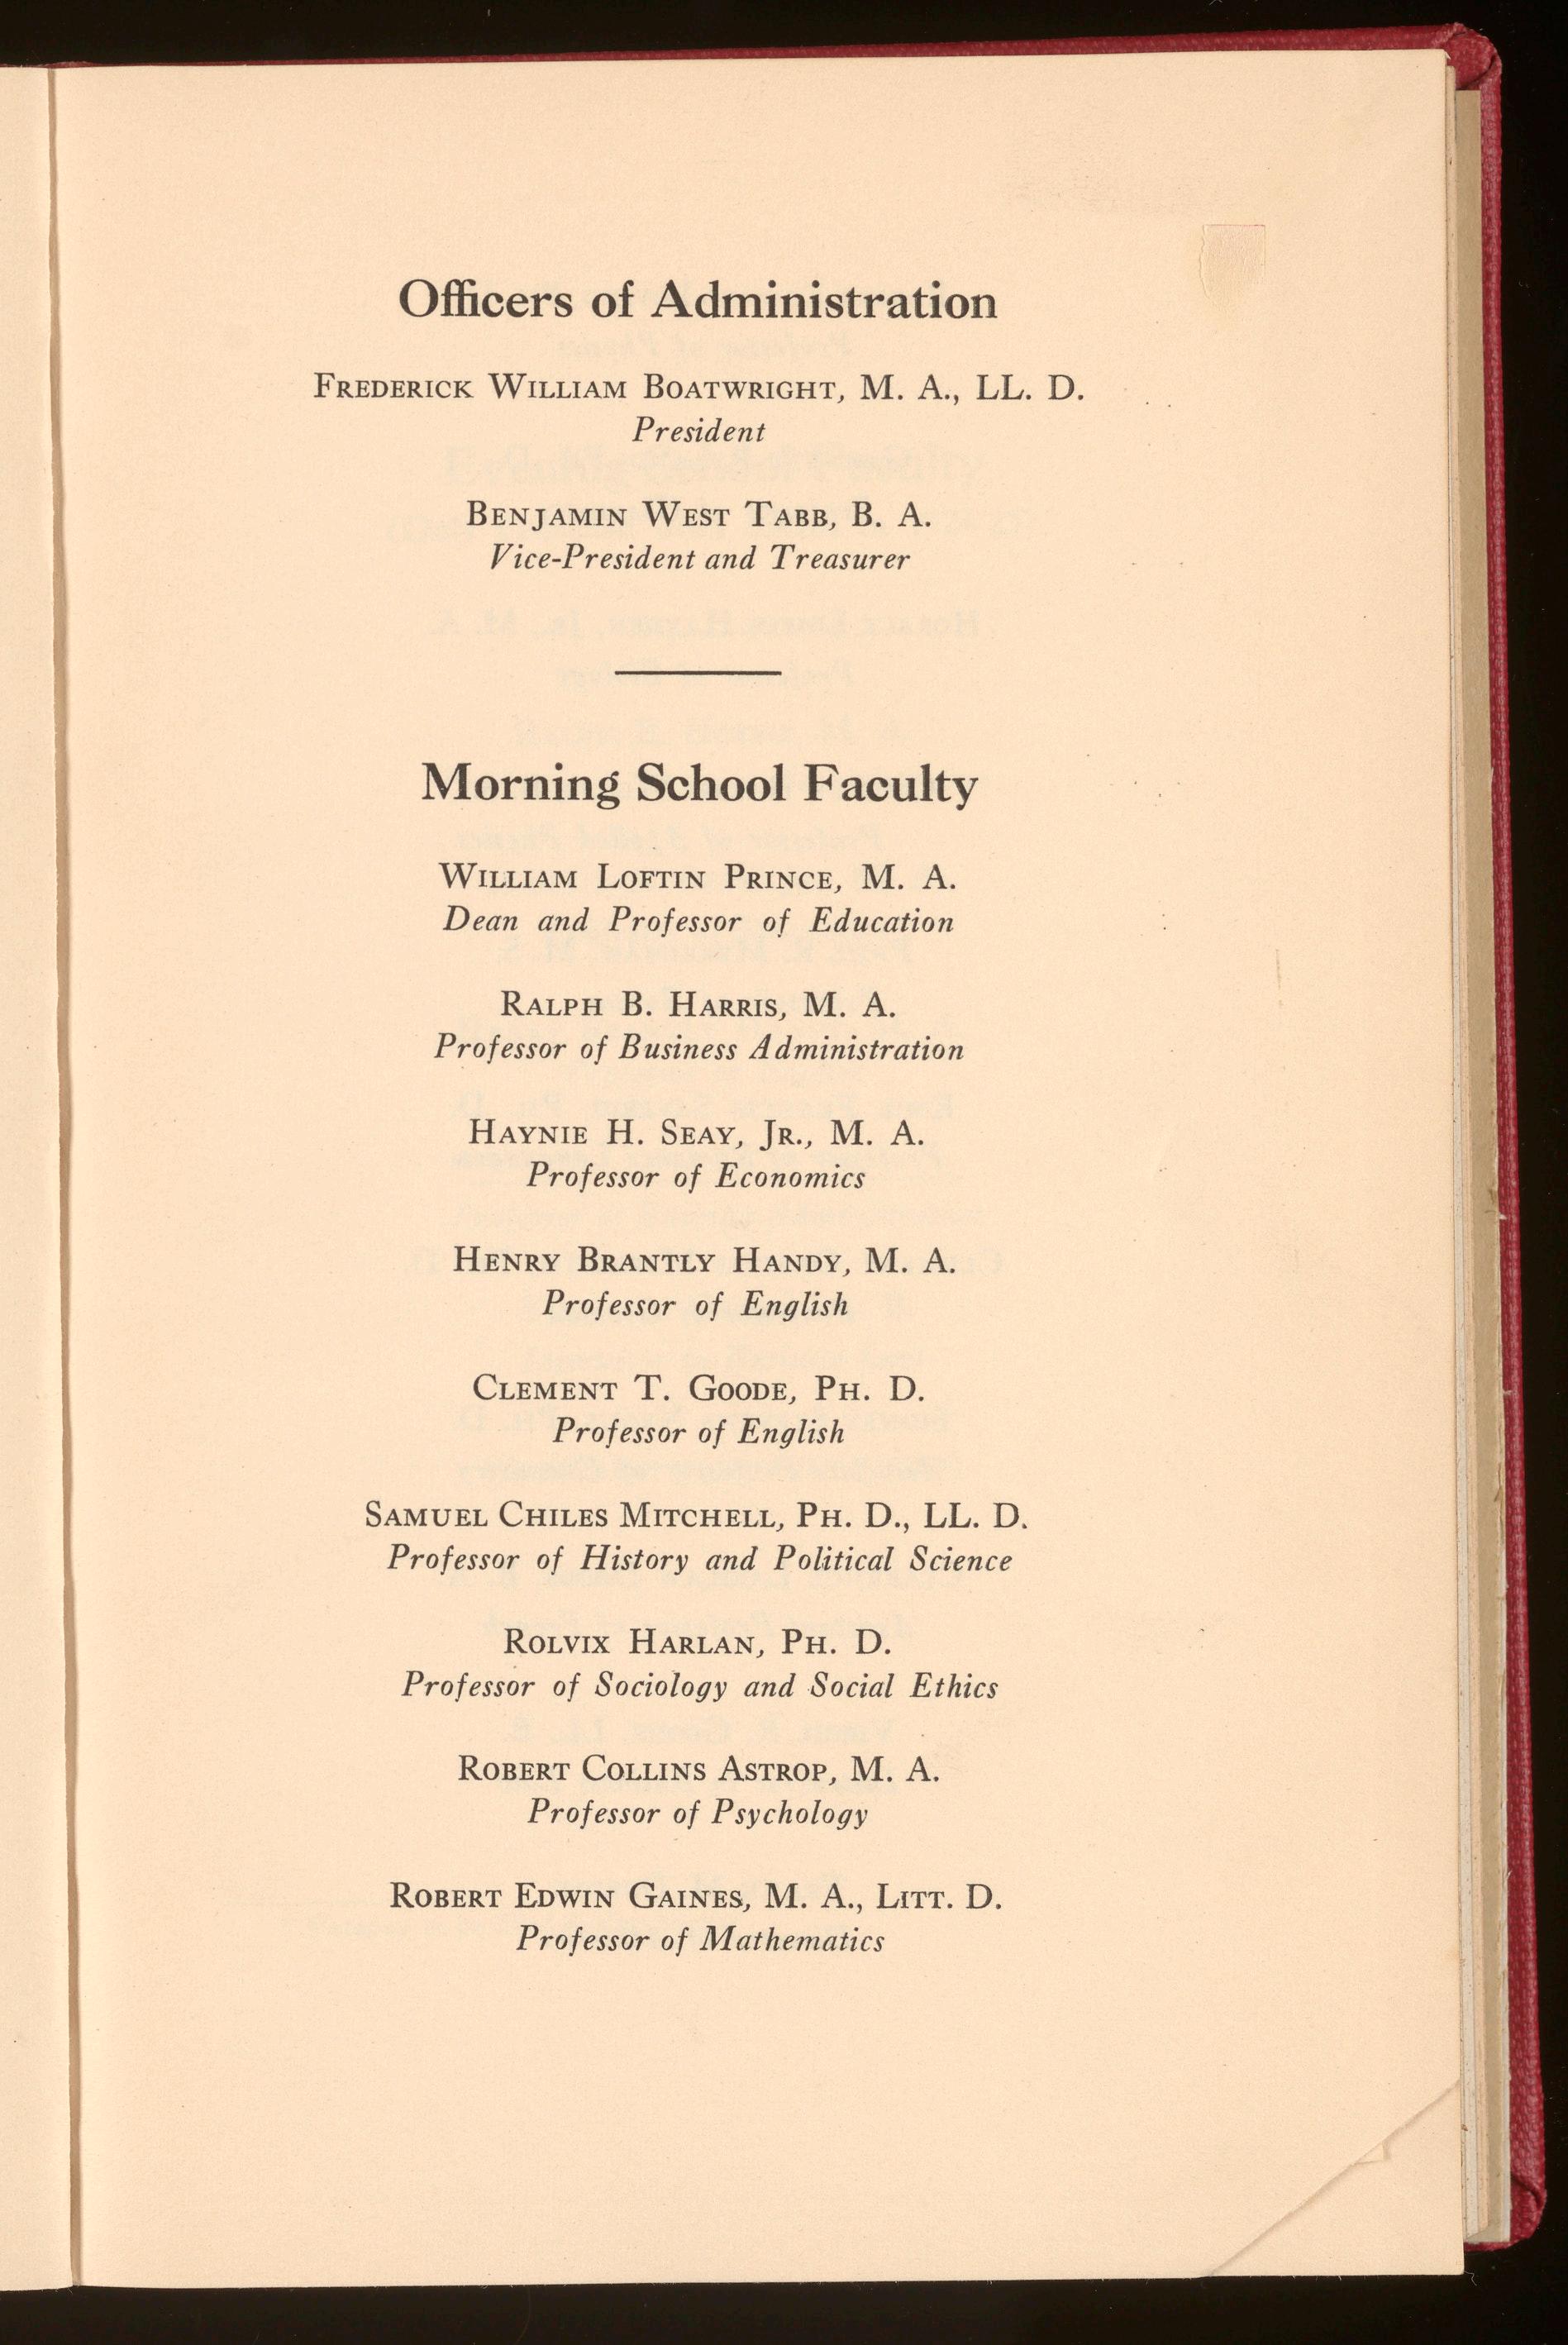 Officers of Administration
Frederick William Boatwright, M. A., LL. D.
President
Benjamin West Tabb, B. A.
Vice-President and Treasurer
Morning School Faculty
William Loftin Prince, M. A.
Dean and Professor of Education
Ralph B. Harris, M. A.
Professor of Business Administration
Haynie H. Seay, Jr., M. A.
Professor of Economics
Henry Brantly Handy, M. A.
Professor of English
Clement T. Goode, Ph. D.
Professor of English
Samuel Chiles Mitchell, Ph. D., LL. D.
Professor of History and Political Science
Rolvix Harlan, Ph. D.
Professor of Sociology and Social Ethics
Robert Collins Astrop, M. A.
Professor of Psychology
Robert Edwin Gaines, M. A., Litt. D.
Professor of Mathematics